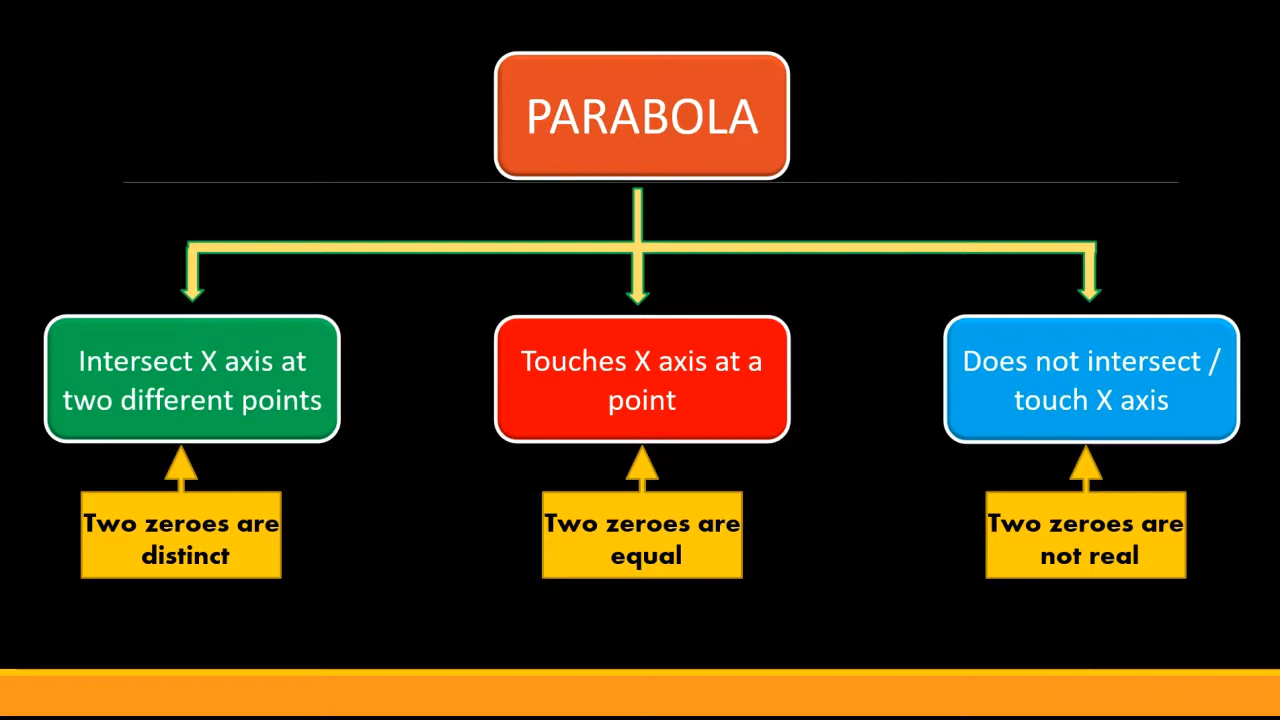 PARABOLA
Intersect X axis at
two different points
Touches X axis at a
point
Does not intersect /
touch X axis
Two zeroes are
distinct
Two zeroes are
equal
Two zeroes are
not real